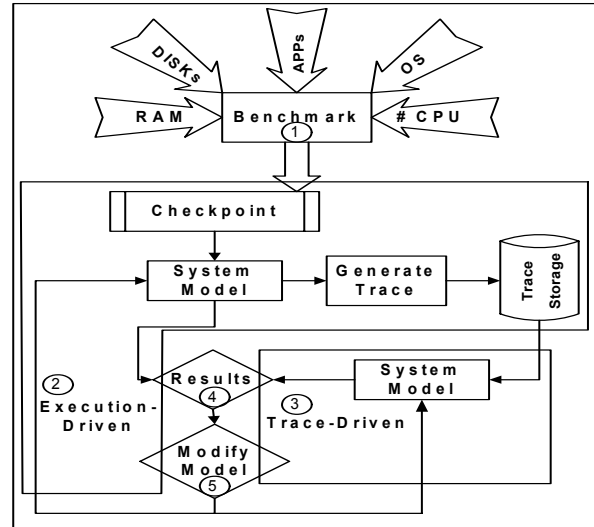 DISKs
APPs
OS
RAM
Benchmark
# CPU
1
Checkpoint
System
Model
Generate
Trace
Trace
Storage
2
Execution-
Driven
Results
4
3
Trace-Driven
System
Model
Modify
Model
5